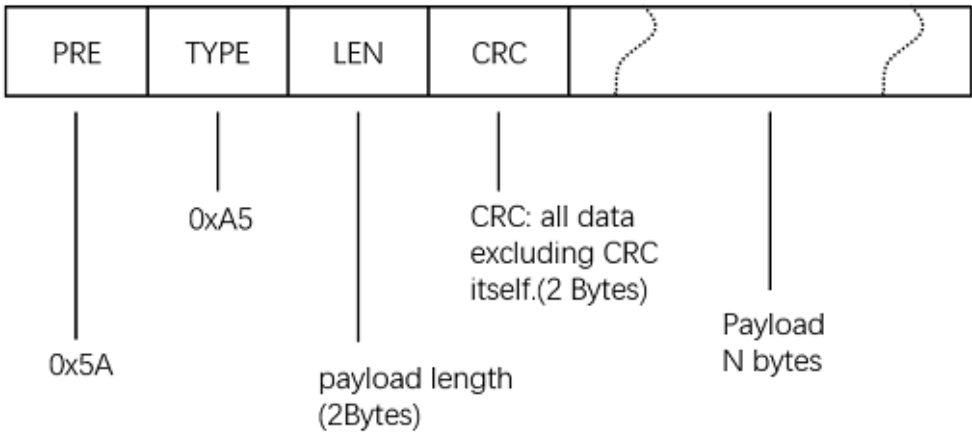 PRE
TYPE
LEN
CRC
0xA5
CRC: all data
excluding CRC
itself.(2 Bytes)
Payload
N bytes
0x5A
payload length
(2Bytes)